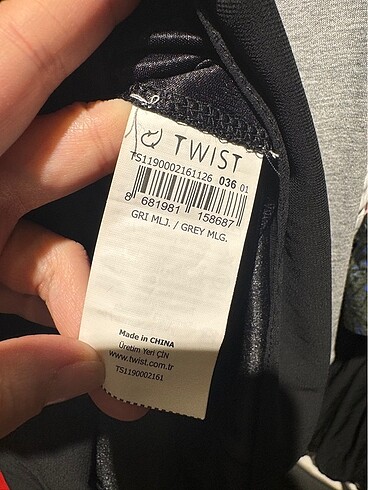 TWIST
TS1190002161126 036 01
8 681981 158687
GRI MLJ. / GREY MLG.
Made in CHINA
Üretim Yeri ÇİN
www.twist.com.tr
TS1190002161